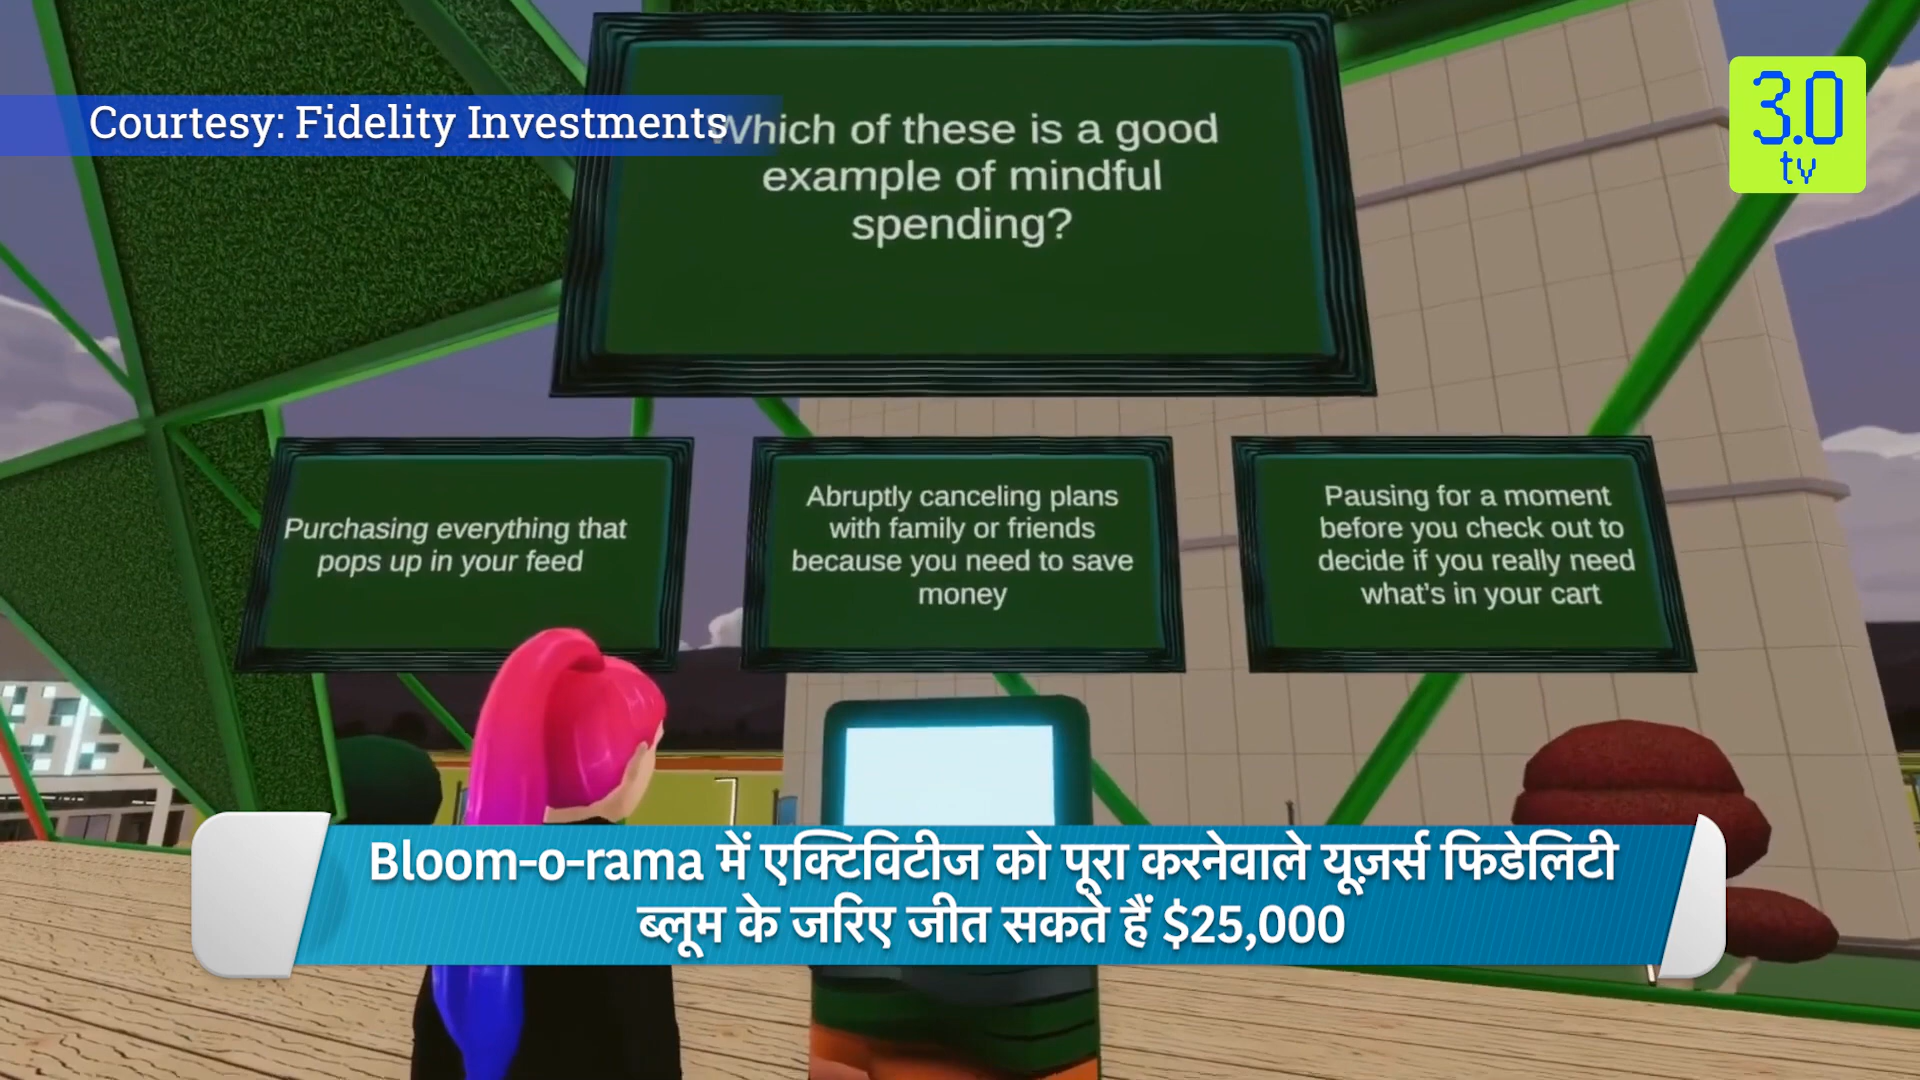 Courtesy: Fidelity Investments
Which of these is a good
example of mindful
spending?
3.0
tv
Purchasing everything that
pops up in your feed
Abruptly canceling plans
with family or friends
because you need to save
money
Pausing for a moment
before you check out to
decide if you really need
what's in your cart
Bloom-o-rama में एक्टिविटीज को पूरा करनेवाले यूज़र्स फिडेलिटी
ब्लूम के जरिए जीत सकते हैं $25,000